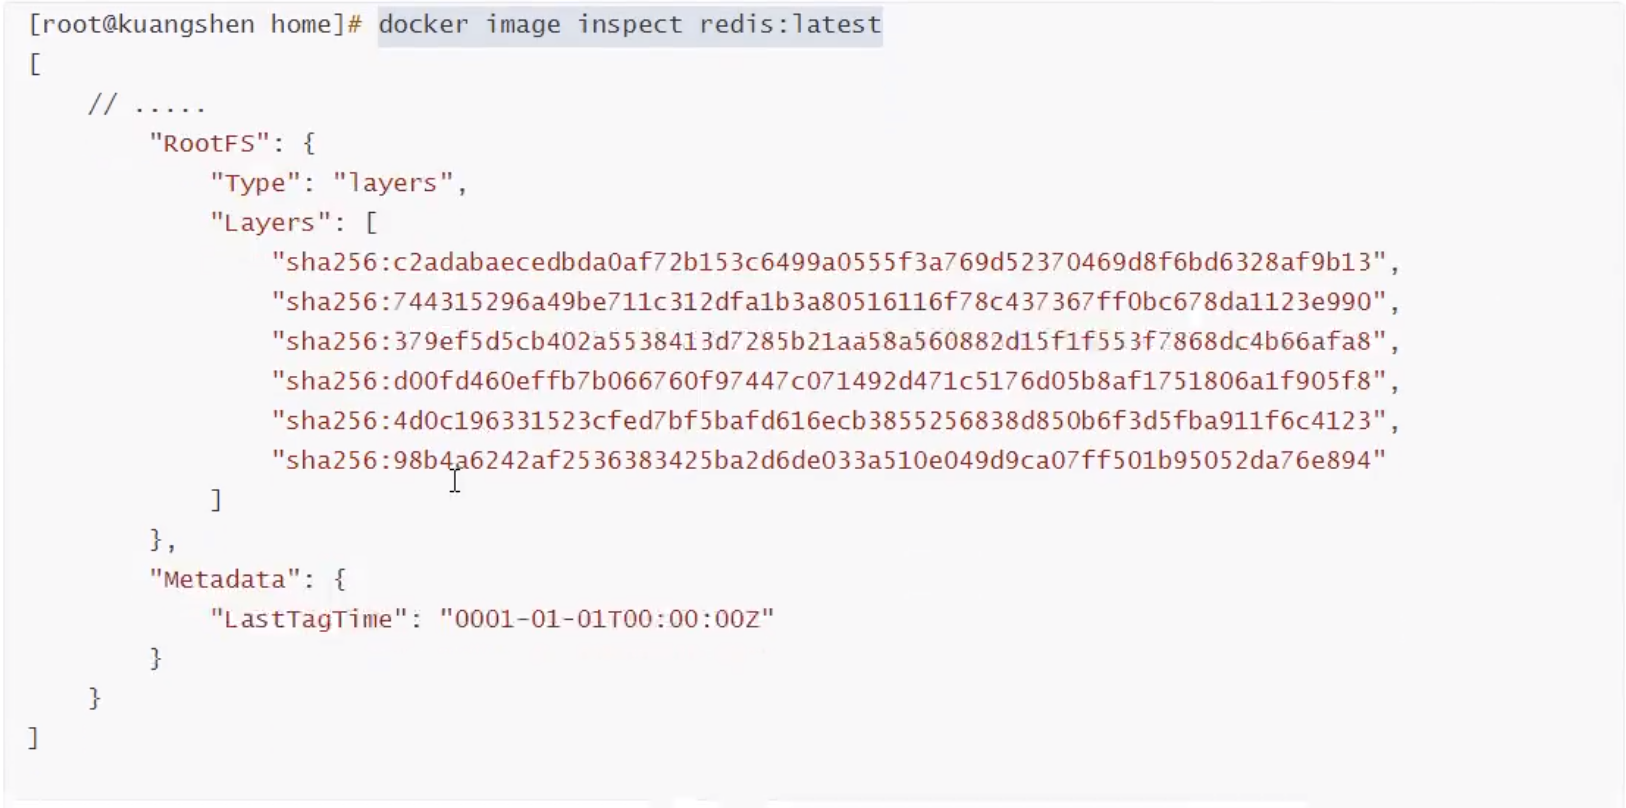 [root@kuangshen home]# docker image inspect redis:latest
[
// .....
"RootFS": {
"Type": "layers",
"Layers": [
"sha256:c2adabaecedbda0af72b153c6499a0555f3a769d52370469d8f6bd6328af9b13",
"sha256:744315296a49be711c312dfa1b3a80516116f78c437367ff0bc678da1123e990",
"sha256:379ef5d5cb402a5538413d7285b21aa58a560882d15f1f553f7868dc4b66afa8",
"sha256:d00fd460effb7b066760f97447c071492d471c5176d05b8af1751806a1f905f8",
"sha256:4d0c196331523cfed7bf5bafd616ecb3855256838d850b6f3d5fba911f6c4123",
"sha256:98b4a6242af2536383425ba2d6de033a510e049d9ca07ff501b95052da76e894"
]
},
"Metadata": {
"LastTagTime": "0001-01-01T00:00:00Z"
}
}
]